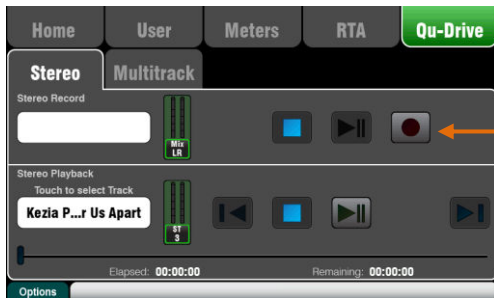 Home User Meters RTA Qu-Drive
Stereo Multitrack
Stereo Record
Mix
LR
Stereo Playback
Touch to select Track
Kezia P...r Us Apart
ST
3
Elapsed: 00:00:00 Remaining: 00:00:00
Options